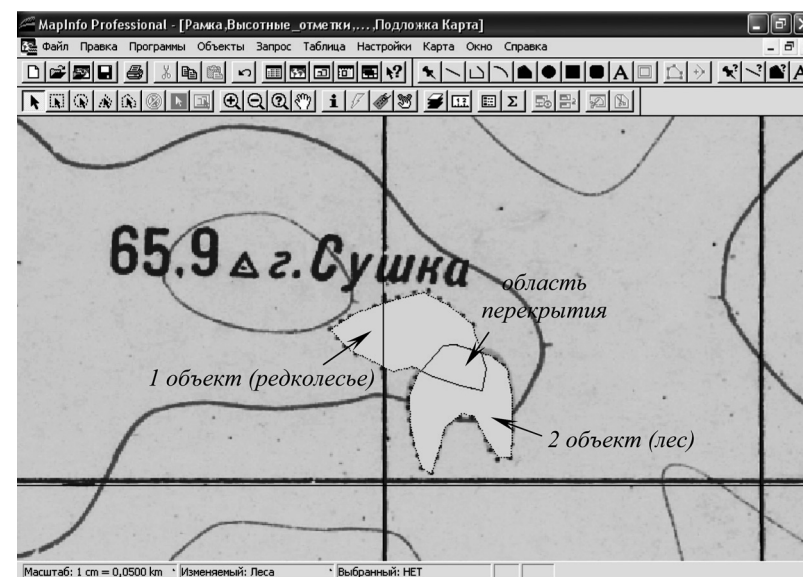 MapInfo Professional - [Рамка,Высотные_отметки,...,Подложка Карта]
Файл Правка Программы Объекты Запрос Таблица Настройки Карта Окно Справка
65,9 г. Сушка
область
перекрытия
1 объект (редколесье)
2 объект (лес)
Масштаб: 1 cm = 0,0500 km Изменяемый: Леса Выбранный: НЕТ